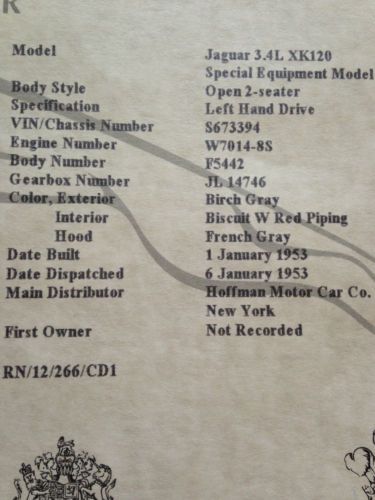 R
Model Jaguar 3.4L XK120
Special Equipment Model
Body Style Open 2-seater
Specification Left Hand Drive
VIN/Chassis Number S673394
Engine Number W7014-8S
Body Number F5442
Gearbox Number JL 14746
Color, Exterior Birch Gray
Interior Biscuit W Red Piping
Hood French Gray
Date Built 1 January 1953
Date Dispatched 6 January 1953
Main Distributor Hoffman Motor Car Co.
New York
First Owner Not Recorded
RN/12/266/CD1